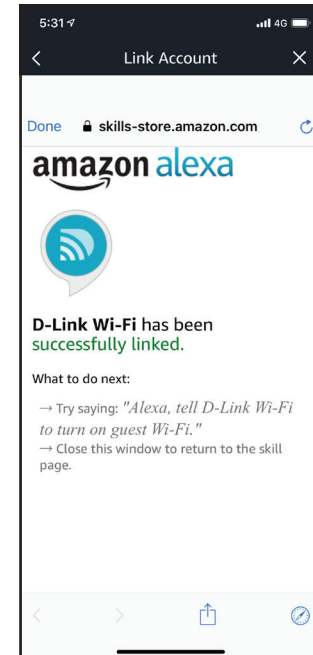 5:31 4G
Link Account
Done skills-store.amazon.com
amazon alexa
D-Link Wi-Fi has been
successfully linked.
What to do next:
→ Try saying: "Alexa, tell D-Link Wi-Fi
to turn on guest Wi-Fi."
→ Close this window to return to the skill
page.